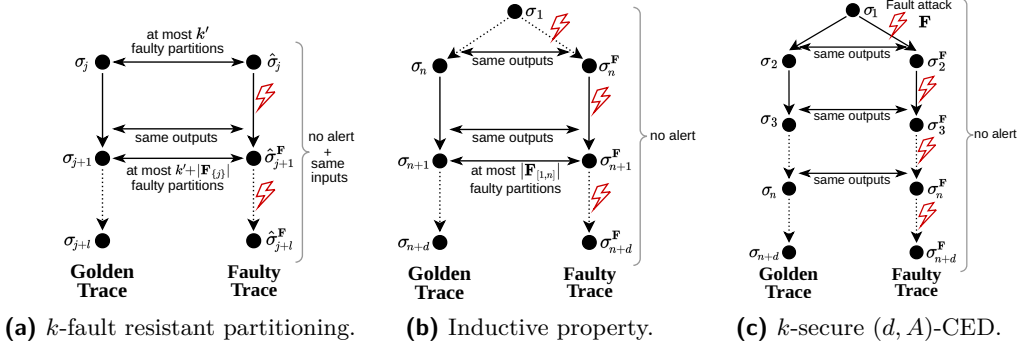 at most k′
faulty partitions
σ_j
σ̂_j
same outputs
σ_{j+1}
σ̂^F_{j+1}
at most k′+|F_{{j}}|
faulty partitions
no alert
+
same
inputs
σ_{j+l}
σ̂^F_{j+l}
Golden
Trace
Faulty
Trace
(a) k-fault resistant partitioning.
σ_1
same outputs
σ_n
σ^F_n
same outputs
σ_{n+1}
σ^F_{n+1}
at most |F_{[1,n]}|
faulty partitions
no alert
σ_{n+d}
σ^F_{n+d}
Golden
Trace
Faulty
Trace
(b) Inductive property.
σ_1
Fault attack
F
same outputs
σ_2
σ^F_2
same outputs
σ_3
σ^F_3
no alert
same outputs
σ_n
σ^F_n
σ_{n+d}
σ^F_{n+d}
Golden
Trace
Faulty
Trace
(c) k-secure (d, A)-CED.